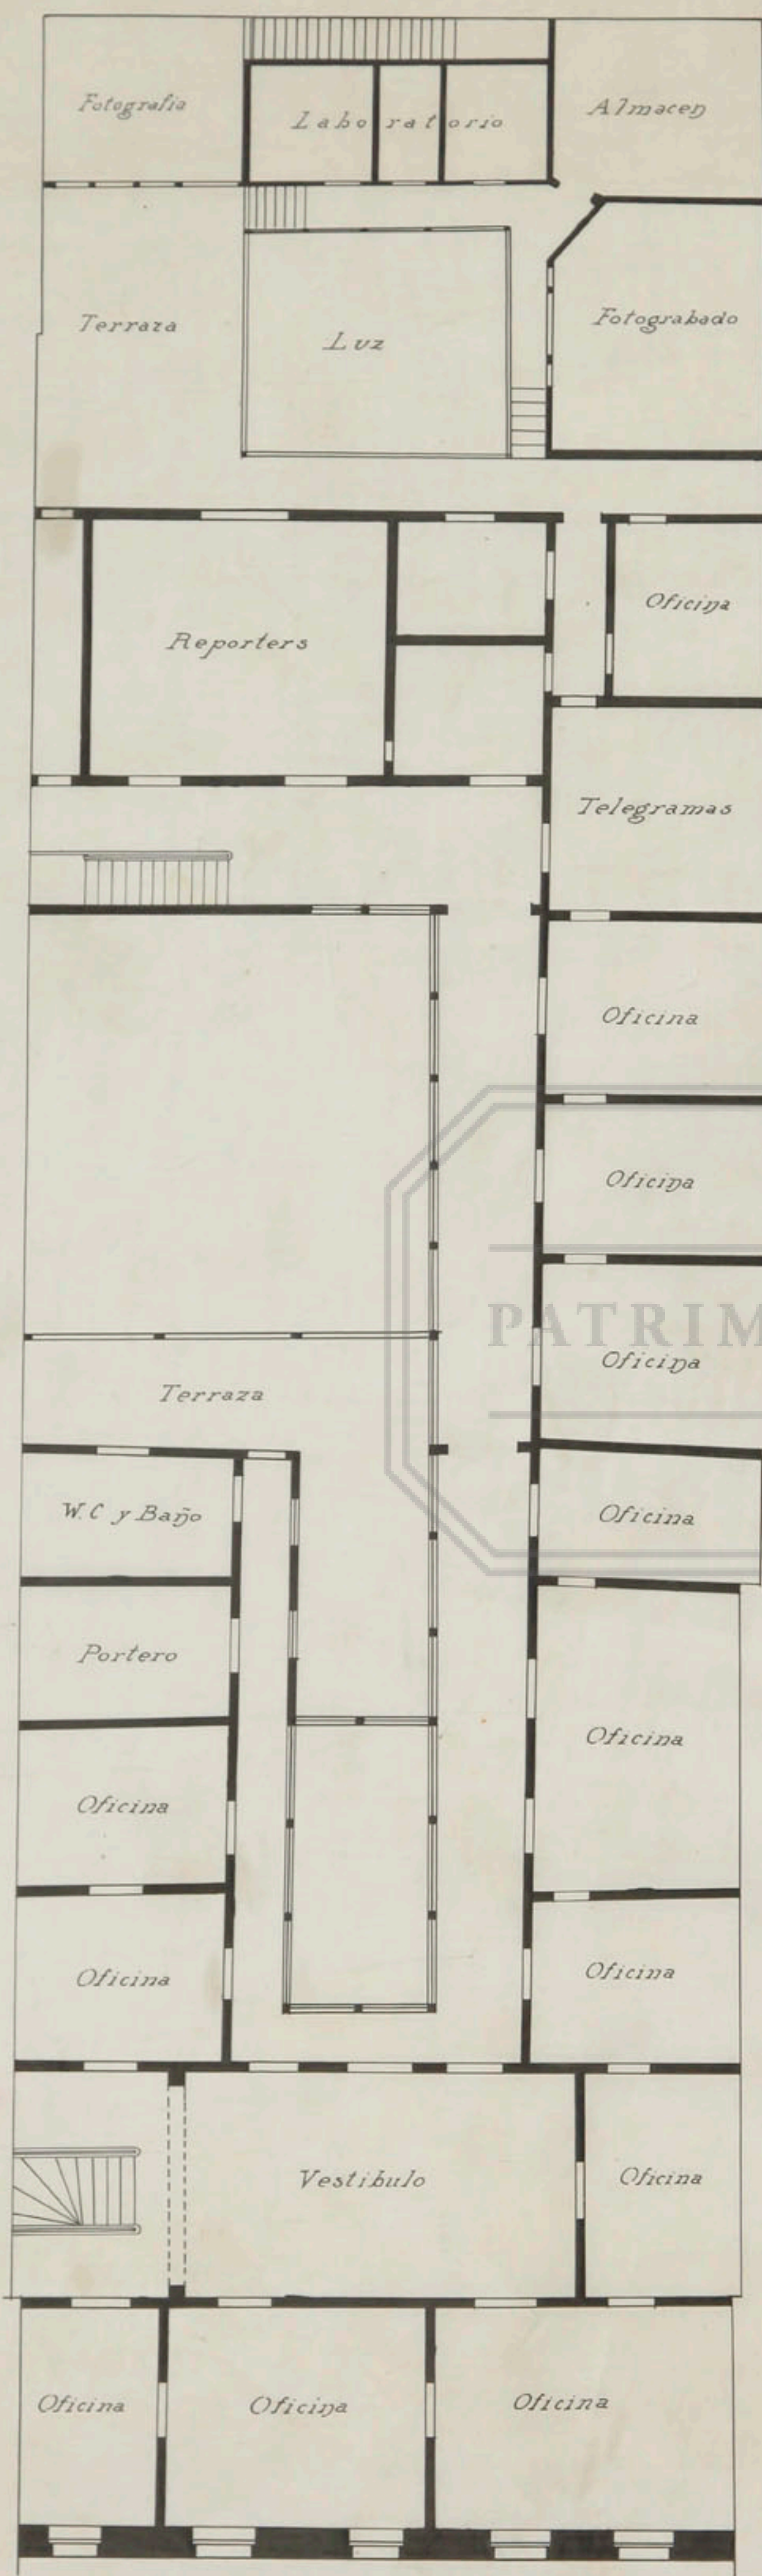 Fotografia
Laboratorio
Almacen
Terraza
Luz
Fotograbado
Reporters
Oficina
Telegramas
Oficina
Oficina
PATRIM
Oficina
Terraza
W.C y Baño
Oficina
Portero
Oficina
Oficina
Oficina
Oficina
Vestibulo
Oficina
Oficina
Oficina
Oficina